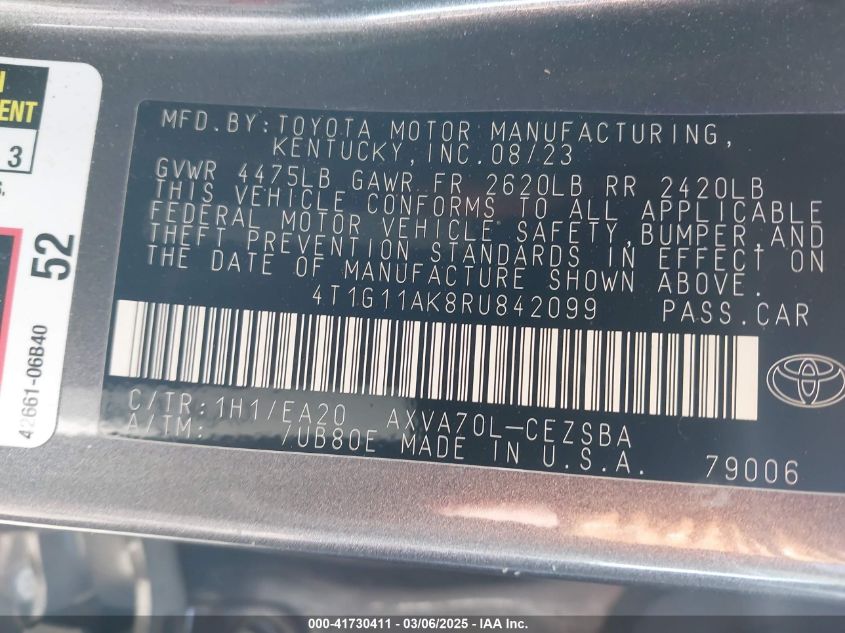 MFD.BY:TOYOTA MOTOR MANUFACTURING,
KENTUCKY, INC. 08/23
GVWR 4475LB GAWR FR 2620LB RR 2420LB
THIS VEHICLE CONFORMS TO ALL APPLICABLE
FEDERAL MOTOR VEHICLE SAFETY, BUMPER, AND
THEFT PREVENTION STANDARDS IN EFFECT ON
THE DATE OF MANUFACTURE SHOWN ABOVE.
4T1G11AK8RU842099 PASS.CAR
C/TR:1H1/EA20 AXVA70L-CEZSBA
A/TM: /UB80E MADE IN U.S.A. 79006
ENT
3
52
42661-06B40
000-41730411 - 03/06/2025 - IAA Inc.